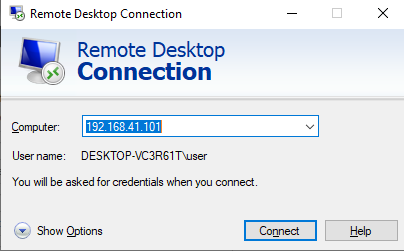 Remote Desktop Connection
Remote Desktop
Connection
Computer:
192.168.41.101
User name:
DESKTOP-VC3R61T\user
You will be asked for credentials when you connect.
Show Options
Connect
Help